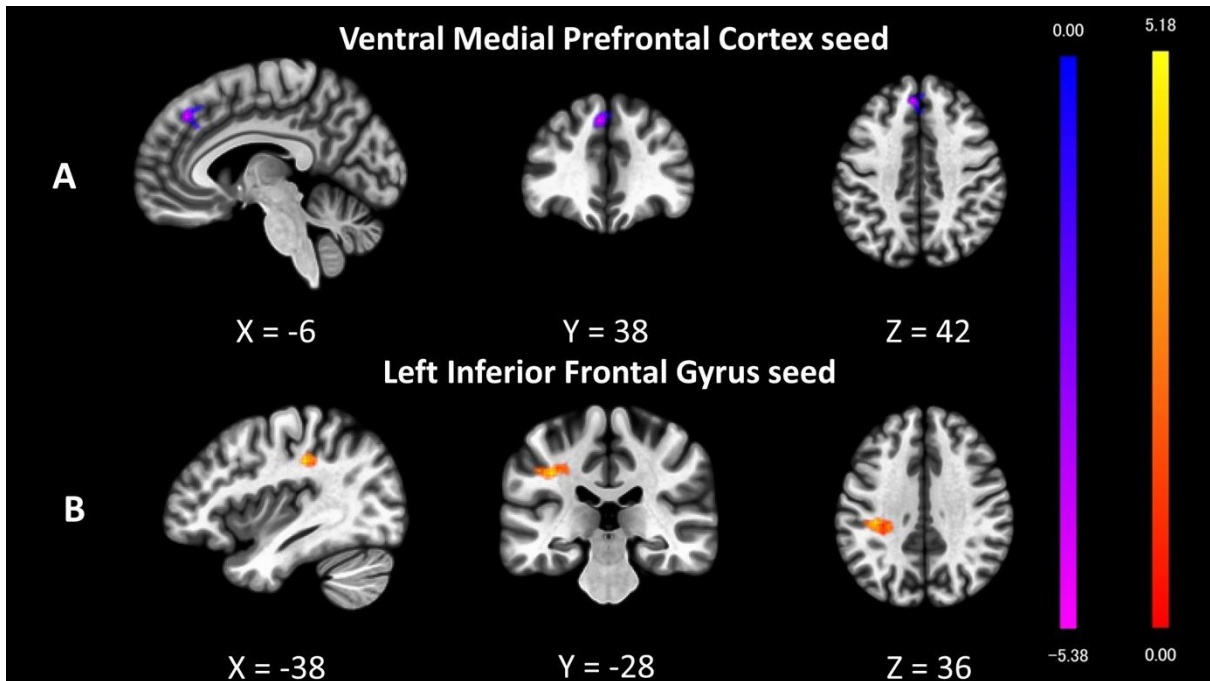 Ventral Medial Prefrontal Cortex seed
0.00
5.18
A
X = -6
Y = 38
Z = 42
Left Inferior Frontal Gyrus seed
B
X = -38
Y = -28
Z = 36
−5.38
0.00